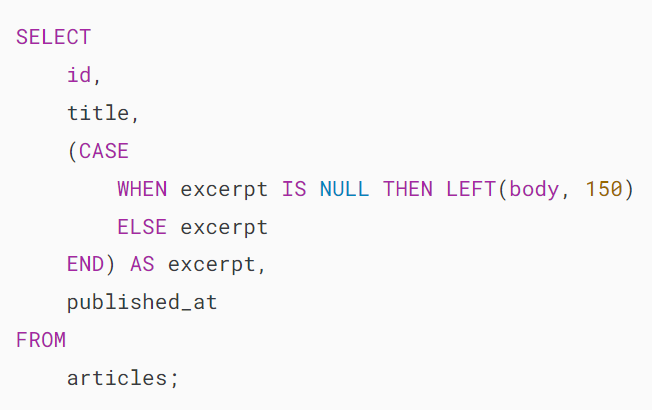 SELECT
    id,
    title,
    (CASE
        WHEN excerpt IS NULL THEN LEFT(body, 150)
        ELSE excerpt
    END) AS excerpt,
    published_at
FROM
    articles;